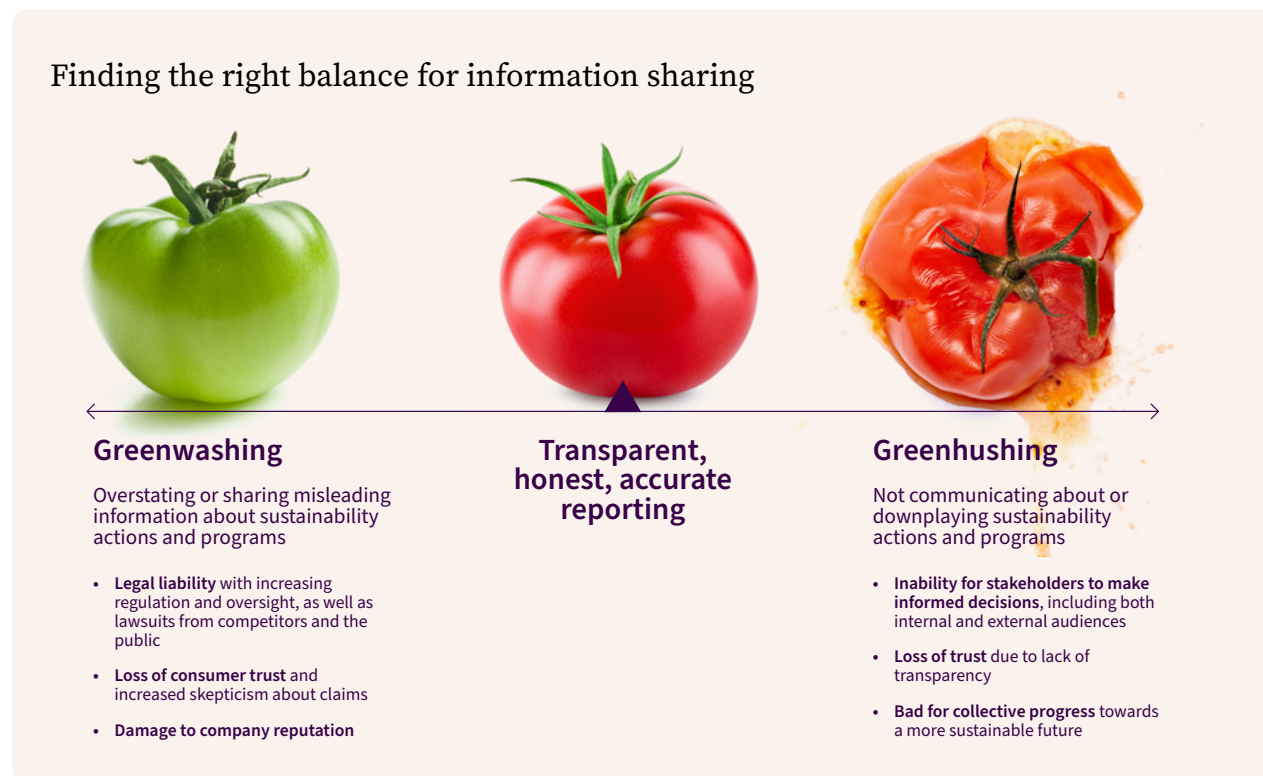 Finding the right balance for information sharing
Greenwashing
Overstating or sharing misleading
information about sustainability
actions and programs
• Legal liability with increasing
regulation and oversight, as well as
lawsuits from competitors and the
public
• Loss of consumer trust and
increased skepticism about claims
• Damage to company reputation
Transparent,
honest, accurate
reporting
Greenhushing
Not communicating about or
downplaying sustainability
actions and programs
• Inability for stakeholders to make
informed decisions, including both
internal and external audiences
• Loss of trust due to lack of
transparency
• Bad for collective progress towards
a more sustainable future